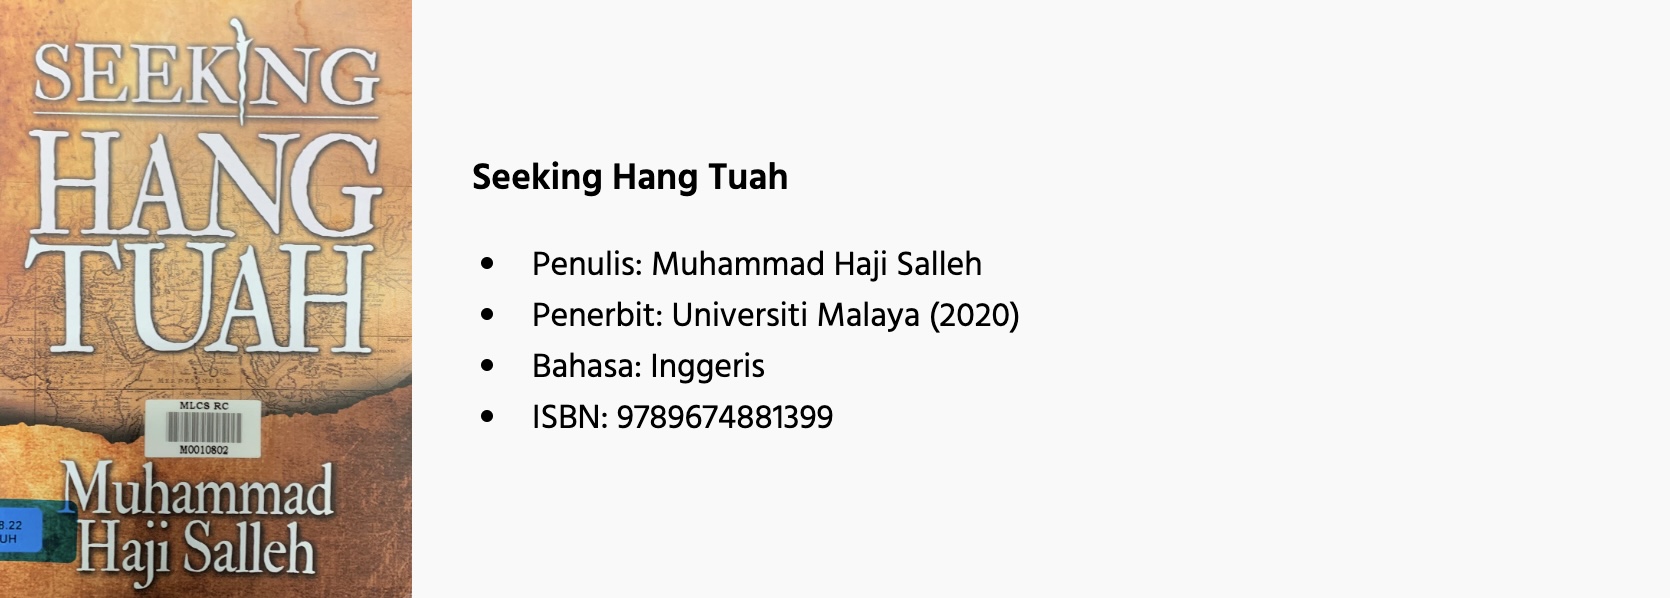 SEEKING
HANG
TUAH
MLCS RC
M0010802
Muhammad
Haji Salleh
8.22
UH
Seeking Hang Tuah
Penulis: Muhammad Haji Salleh
Penerbit: Universiti Malaya (2020)
Bahasa: Inggeris
ISBN: 9789674881399